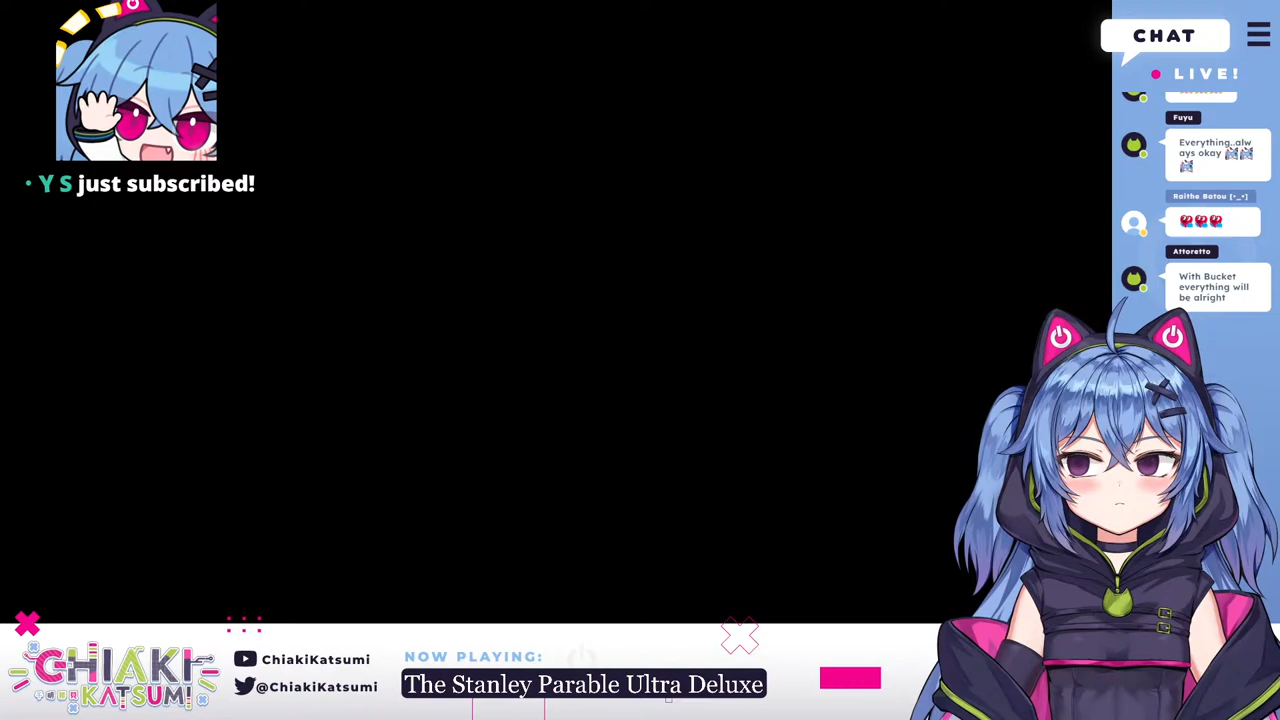 CHAT
LIVE!
Fuyu
Everything..alw
ays okay
Raithe Batou [•_•]
Attoretto
With Bucket
everything will
be alright
• Y S just subscribed!
CHIAKI
KATSUMI
ChiakiKatsumi
@ChiakiKatsumi
NOW PLAYING:
The Stanley Parable Ultra Deluxe